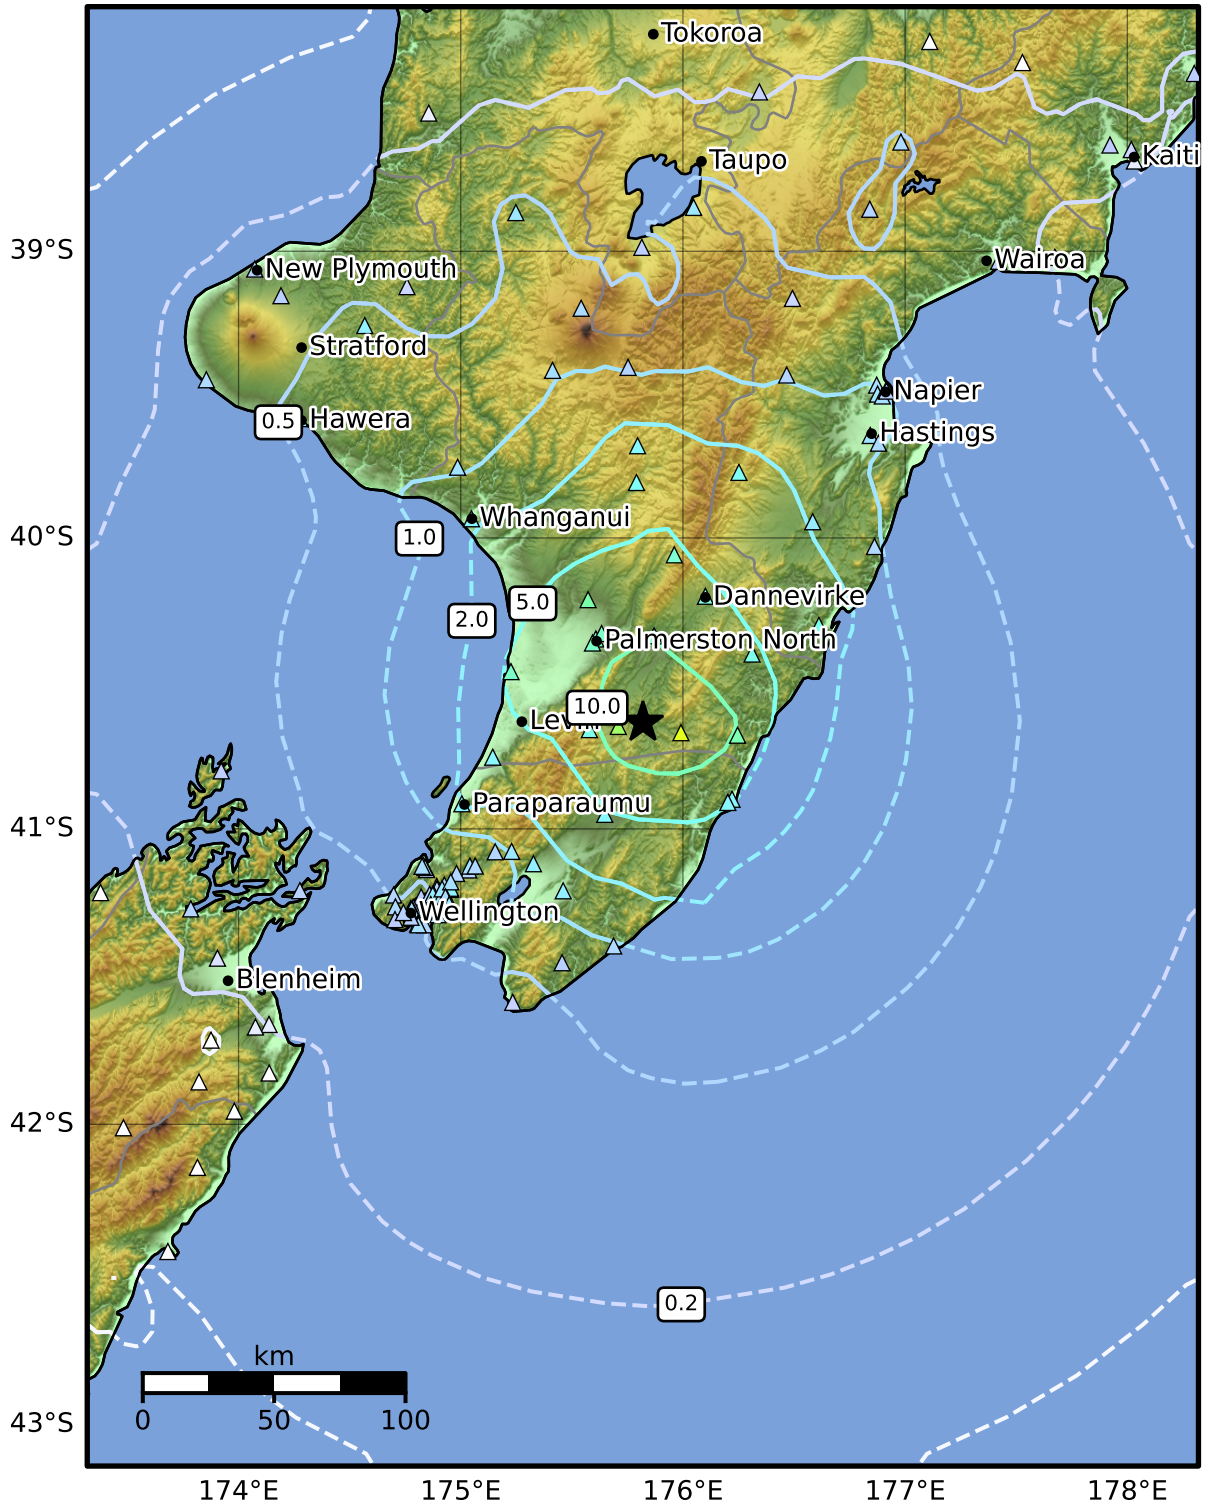 Tokoroa
Taupo
Kaiti
39°S
New Plymouth
Wairoa
Stratford
Napier
0.5
Hawera
Hastings
Whanganui
40°S
1.0
5.0
2.0
Dannevirke
Palmerston North
10.0
Levin
Paraparaumu
41°S
Wellington
Blenheim
42°S
0.2
km
0
50
100
43°S
174°E
175°E
176°E
177°E
178°E